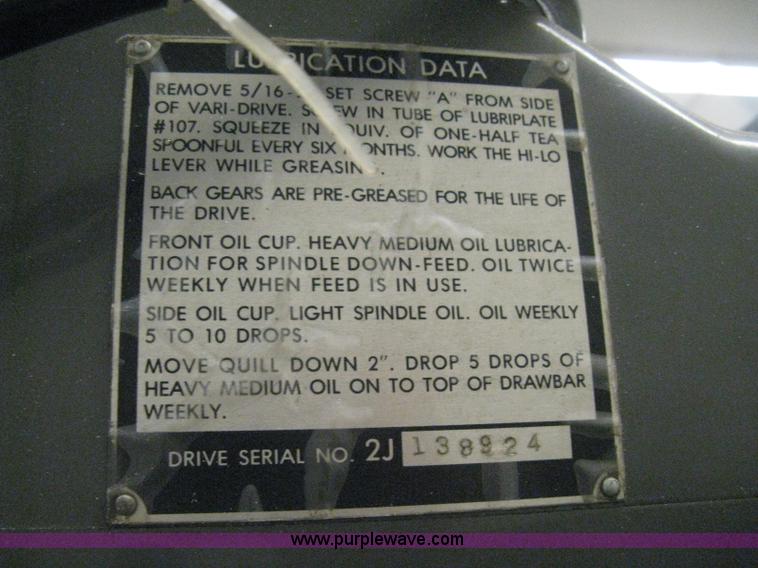 LUBRICATION DATA
REMOVE 5/16- SET SCREW "A" FROM SIDE
OF VARI-DRIVE. SCREW IN TUBE OF LUBRIPLATE
#107. SQUEEZE IN EQUIV. OF ONE-HALF TEA
SPOONFUL EVERY SIX MONTHS. WORK THE HI-LO
LEVER WHILE GREASING.
BACK GEARS ARE PRE-GREASED FOR THE LIFE OF
THE DRIVE.
FRONT OIL CUP. HEAVY MEDIUM OIL LUBRICA-
TION FOR SPINDLE DOWN-FEED. OIL TWICE
WEEKLY WHEN FEED IS IN USE.
SIDE OIL CUP. LIGHT SPINDLE OIL. OIL WEEKLY
5 TO 10 DROPS.
MOVE QUILL DOWN 2". DROP 5 DROPS OF
HEAVY MEDIUM OIL ON TO TOP OF DRAWBAR
WEEKLY.
DRIVE SERIAL NO. 2J 138924
www.purplewave.com